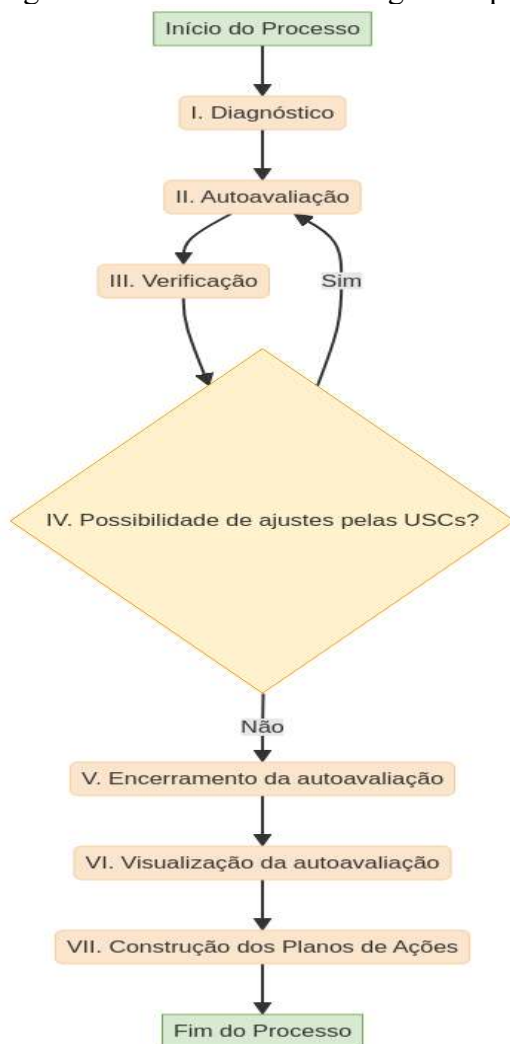 Início do Processo
I. Diagnóstico
II. Autoavaliação
III. Verificação
Sim
IV. Possibilidade de ajustes pelas USCs?
Não
V. Encerramento da autoavaliação
VI. Visualização da autoavaliação
VII. Construção dos Planos de Ações
Fim do Processo